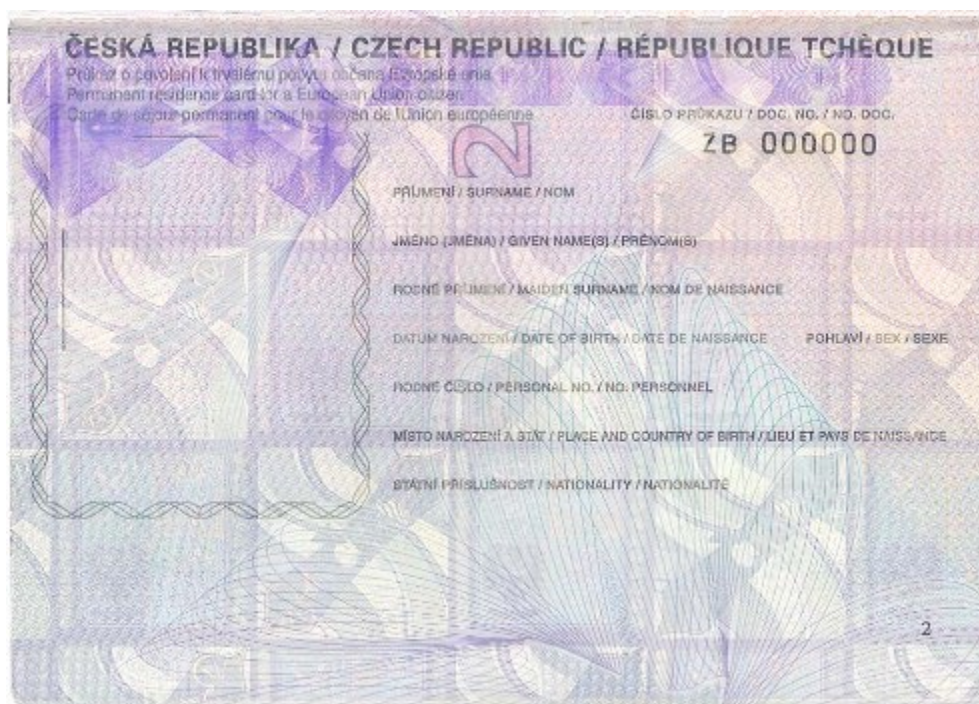 ČESKÁ REPUBLIKA / CZECH REPUBLIC / RÉPUBLIQUE TCHÈQUE
Průkaz o povolení k trvalému pobytu občana Evropské unie
Permanent residence card for a European Union citizen
Carte de séjour permanent pour le citoyen de l'Union européenne
ČÍSLO PRŮKAZU / DOC. NO. / NO. DOC.
ZB 000000
2
PŘÍJMENÍ / SURNAME / NOM
JMÉNO (JMÉNA) / GIVEN NAME(S) / PRÉNOM(S)
RODNÉ PŘÍJMENÍ / MAIDEN SURNAME / NOM DE NAISSANCE
DATUM NAROZENÍ / DATE OF BIRTH / DATE DE NAISSANCE POHLAVÍ / SEX / SEXE
RODNÉ ČÍSLO / PERSONAL NO. / NO. PERSONNEL
MÍSTO NAROZENÍ A STÁT / PLACE AND COUNTRY OF BIRTH / LIEU ET PAYS DE NAISSANCE
STÁTNÍ PŘÍSLUŠNOST / NATIONALITY / NATIONALITÉ
2